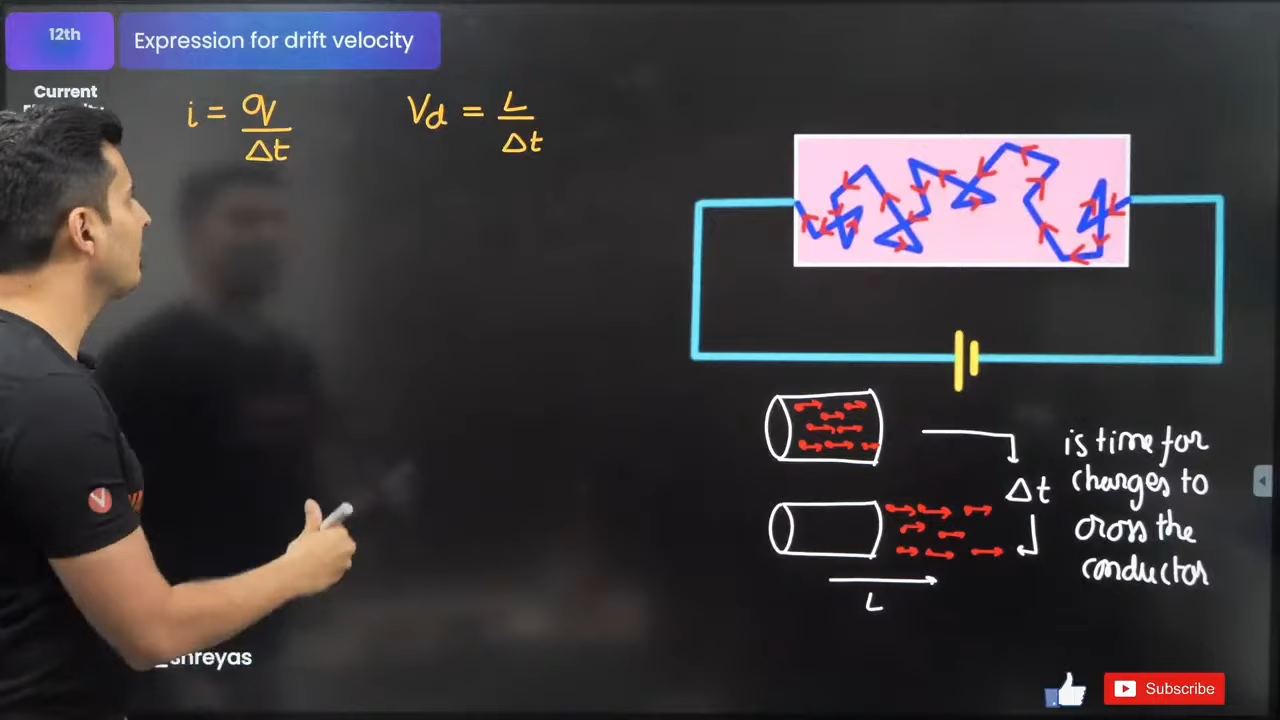 12th
Expression for drift velocity
Current
i = q/Δt
Vd = L/Δt
is time for
charges to
Δt
cross the
conductor
L
shreyas
V
Subscribe